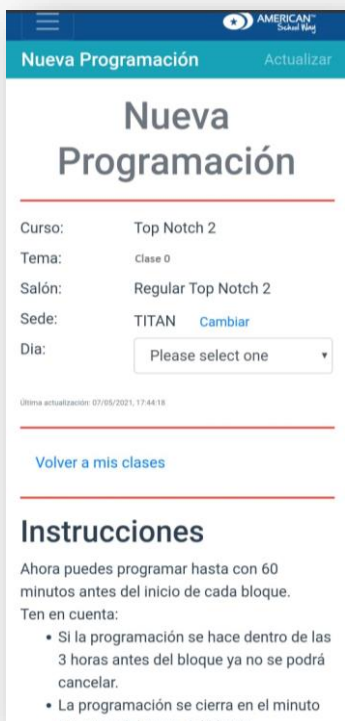 AMERICAN™
School Way
Nueva Programación Actualizar
Nueva
Programación
Curso: Top Notch 2
Tema: Clase 0
Salón: Regular Top Notch 2
Sede: TITAN Cambiar
Dia: Please select one
Última actualización: 07/05/2021, 17:44:18
Volver a mis clases
Instrucciones
Ahora puedes programar hasta con 60
minutos antes del inicio de cada bloque.
Ten en cuenta:
• Si la programación se hace dentro de las
3 horas antes del bloque ya no se podrá
cancelar.
• La programación se cierra en el minuto